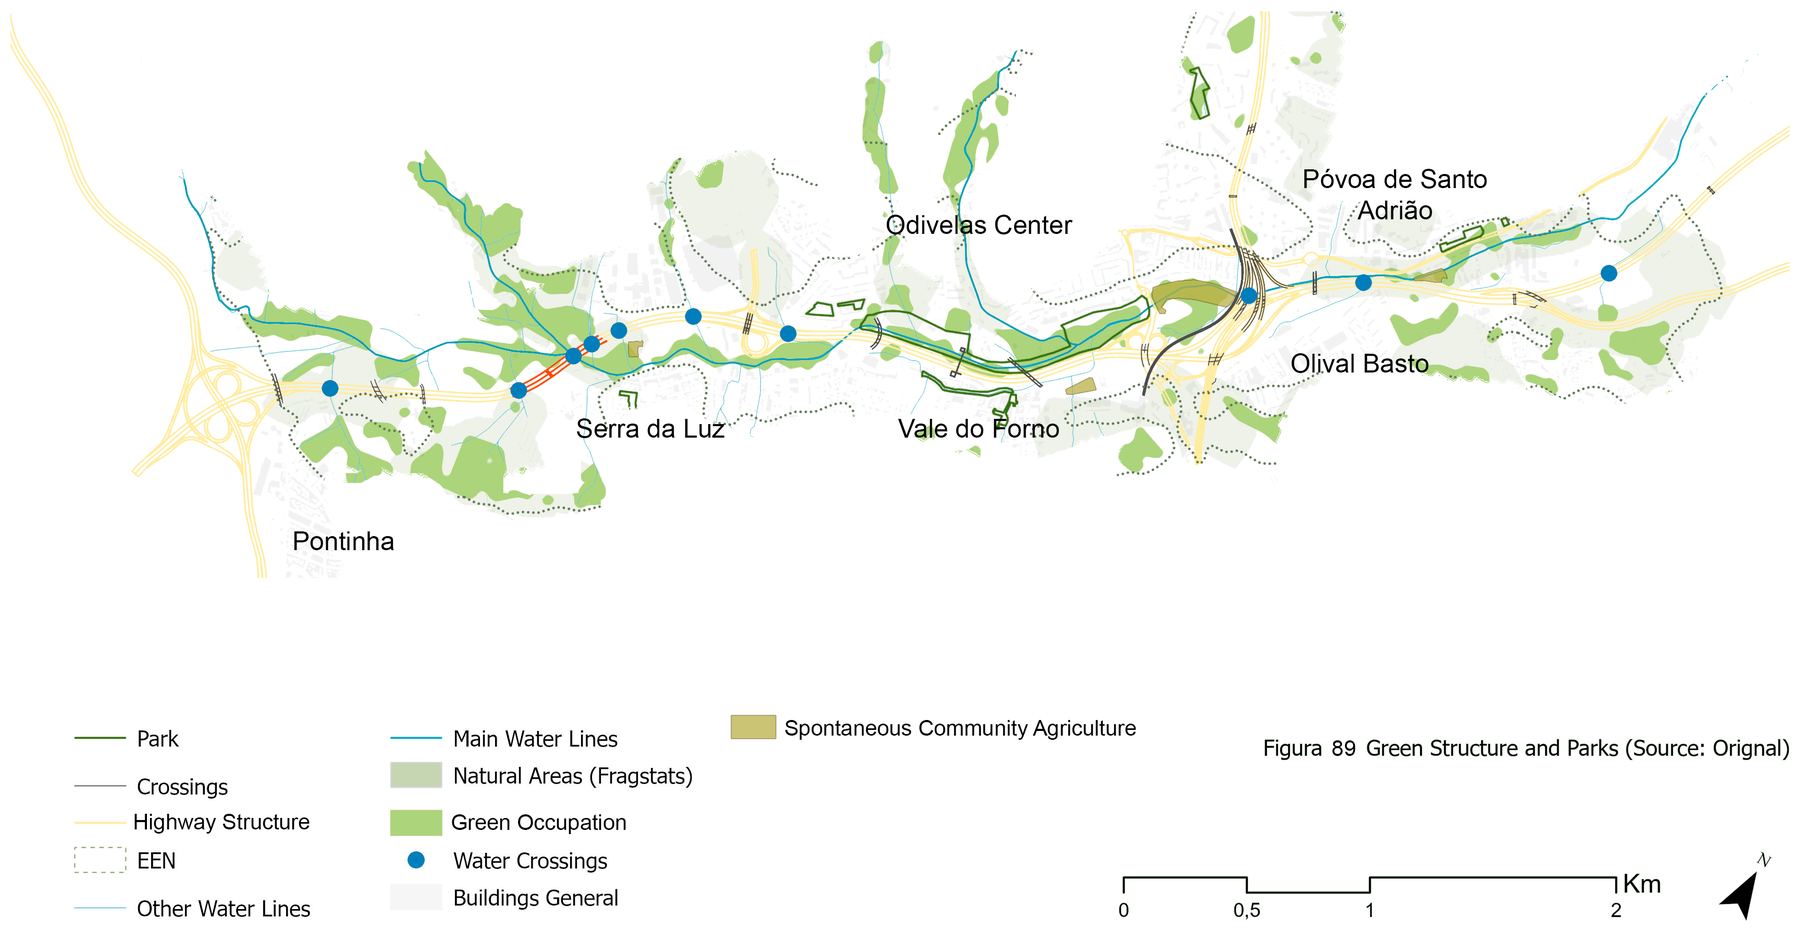 Póvoa de Santo
Adrião
Odivelas Center
Olival Basto
Serra da Luz
Vale do Forno
Pontinha
Park
Crossings
Highway Structure
EEN
Other Water Lines
Main Water Lines
Natural Areas (Fragstats)
Green Occupation
Water Crossings
Buildings General
Spontaneous Community Agriculture
Figura 89 Green Structure and Parks (Source: Orignal)
Km
0 0,5 1 2
N